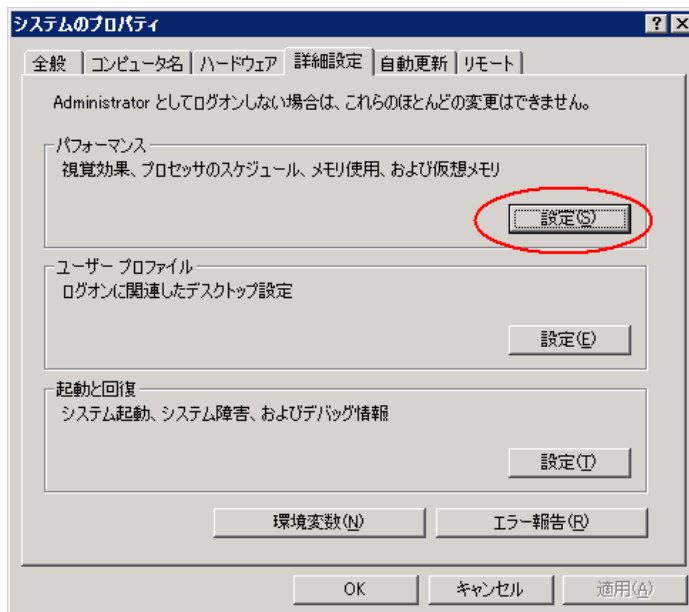 システムのプロパティ
全般 コンピュータ名 ハードウェア 詳細設定 自動更新 リモート
Administrator としてログオンしない場合は、これらのほとんどの変更はできません。
パフォーマンス
視覚効果、プロセッサのスケジュール、メモリ使用、および仮想メモリ
設定(S)
ユーザー プロファイル
ログオンに関連したデスクトップ設定
設定(E)
起動と回復
システム起動、システム障害、およびデバッグ情報
設定(T)
環境変数(N) エラー報告(R)
OK キャンセル 適用(A)